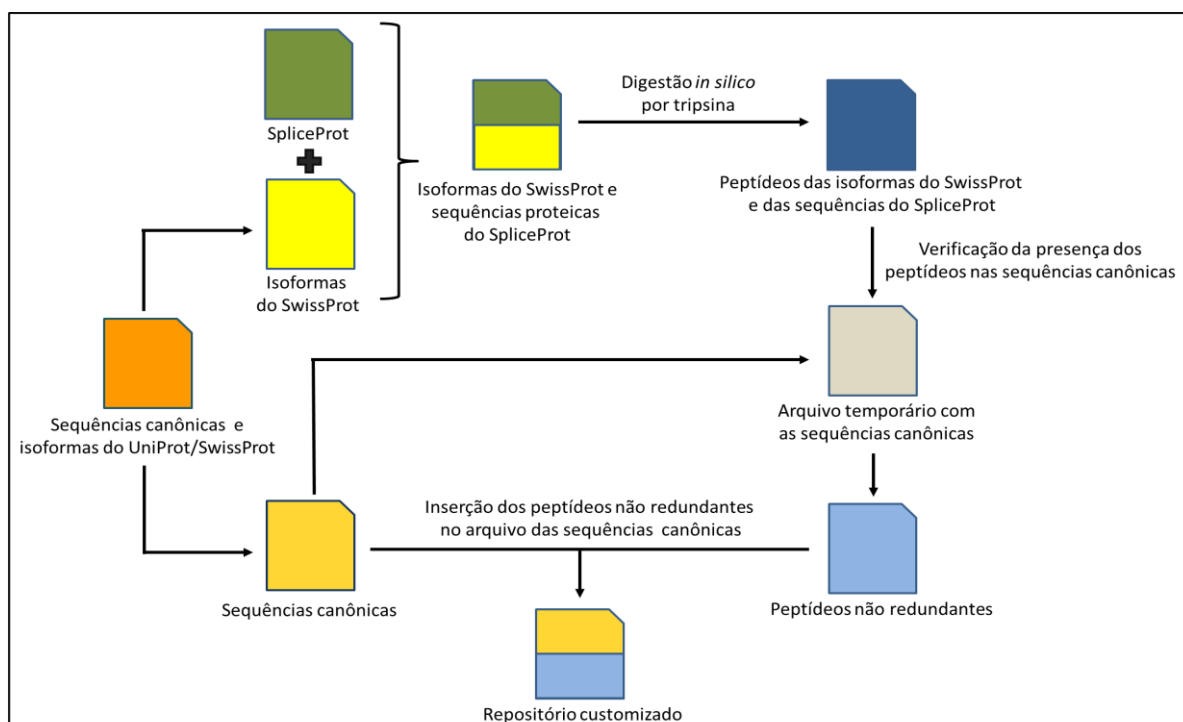 SpliceProt
Isoformas
do SwissProt
Isoformas do SwissProt e
sequências proteicas
do SpliceProt
Digestão in silico
por tripsina
Peptídeos das isoformas do SwissProt
e das sequências do SpliceProt
Verificação da presença dos
peptídeos nas sequências canônicas
Sequências canônicas e
isoformas do UniProt/SwissProt
Arquivo temporário com
as sequências canônicas
Inserção dos peptídeos não redundantes
no arquivo das sequências canônicas
Sequências canônicas
Peptídeos não redundantes
Repositório customizado